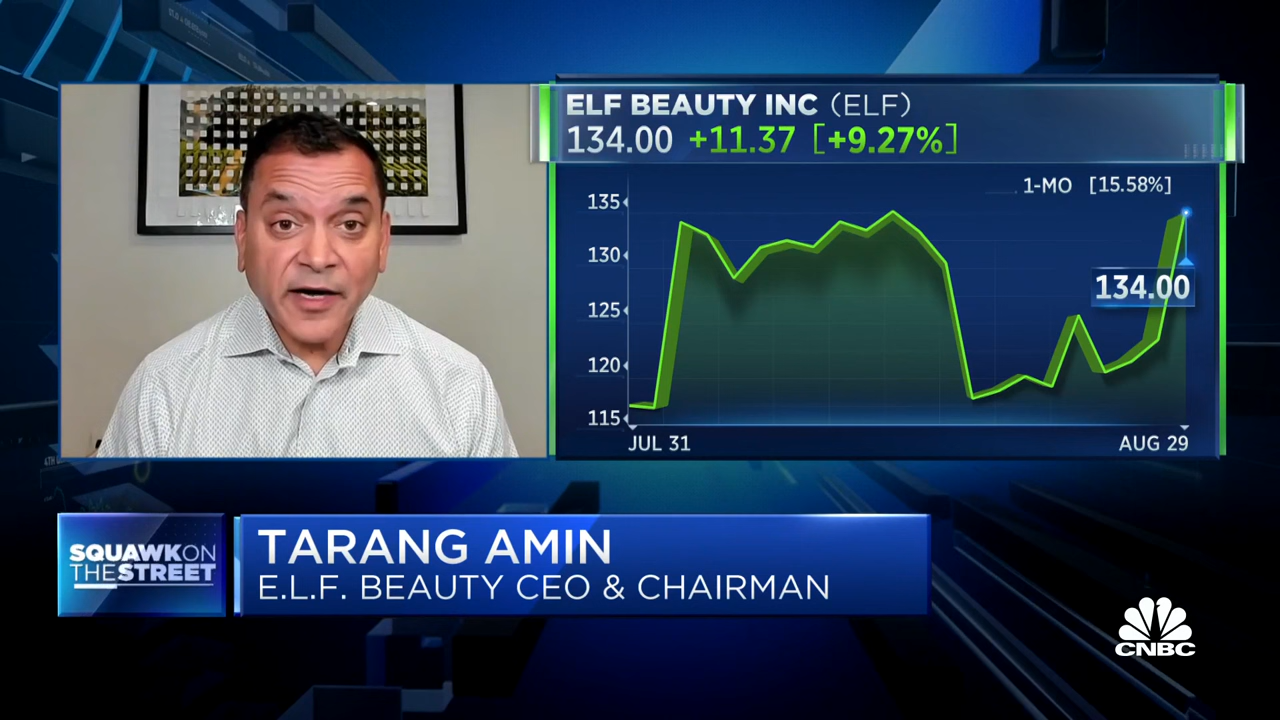 ELF BEAUTY INC (ELF)
134.00 +11.37 [+9.27%]
1-MO [15.58%]
135
130
125
120
115
134.00
JUL 31
AUG 29
SQUAWK ON
THE STREET
TARANG AMIN
E.L.F. BEAUTY CEO & CHAIRMAN
CNBC